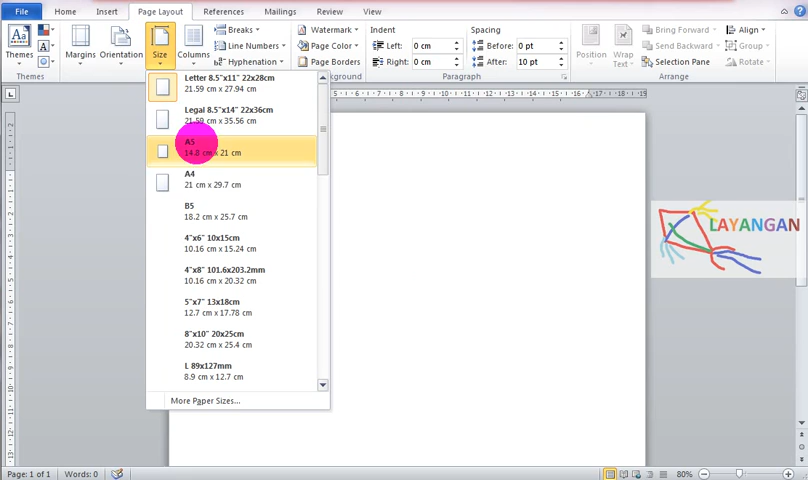 File Home Insert Page Layout References Mailings Review View
Themes Margins Orientation Size Columns
Breaks
Line Numbers
Hyphenation
Watermark
Page Color
Page Borders
Indent
Left: 0 cm
Right: 0 cm
Spacing
Before: 0 pt
After: 10 pt
Position Wrap Text
Bring Forward
Send Backward
Selection Pane
Align
Group
Rotate
Themes Paragraph Arrange
Letter 8.5"x11" 22x28cm
21.59 cm x 27.94 cm
Legal 8.5"x14" 22x36cm
21.59 cm x 35.56 cm
A5
14.8 cm x 21 cm
A4
21 cm x 29.7 cm
B5
18.2 cm x 25.7 cm
4"x6" 10x15cm
10.16 cm x 15.24 cm
4"x8" 101.6x203.2mm
10.16 cm x 20.32 cm
5"x7" 13x18cm
12.7 cm x 17.78 cm
8"x10" 20x25cm
20.32 cm x 25.4 cm
L 89x127mm
8.9 cm x 12.7 cm
More Paper Sizes...
LAYANGAN
Page: 1 of 1 Words: 0 80%